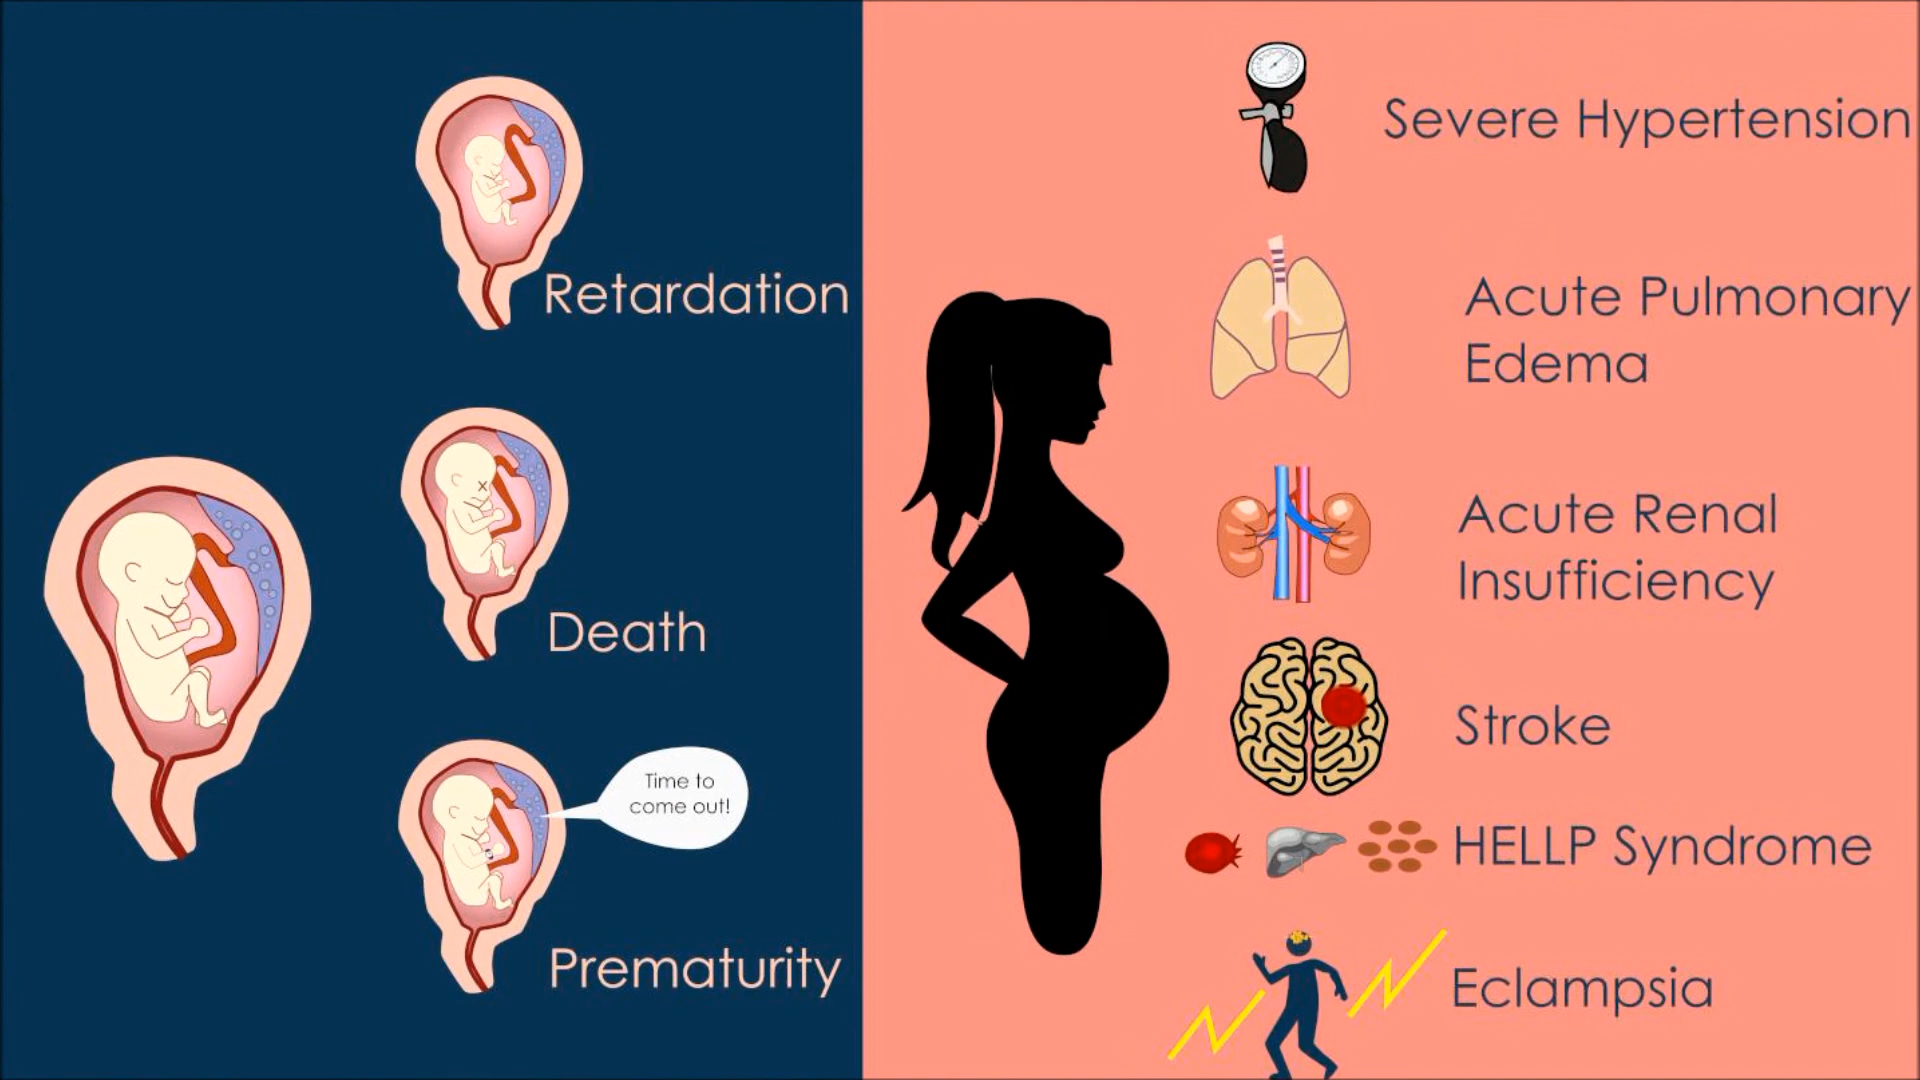 Retardation
Death
Time to
come out!
Prematurity
Severe Hypertension
Acute Pulmonary
Edema
Acute Renal
Insufficiency
Stroke
HELLP Syndrome
Eclampsia